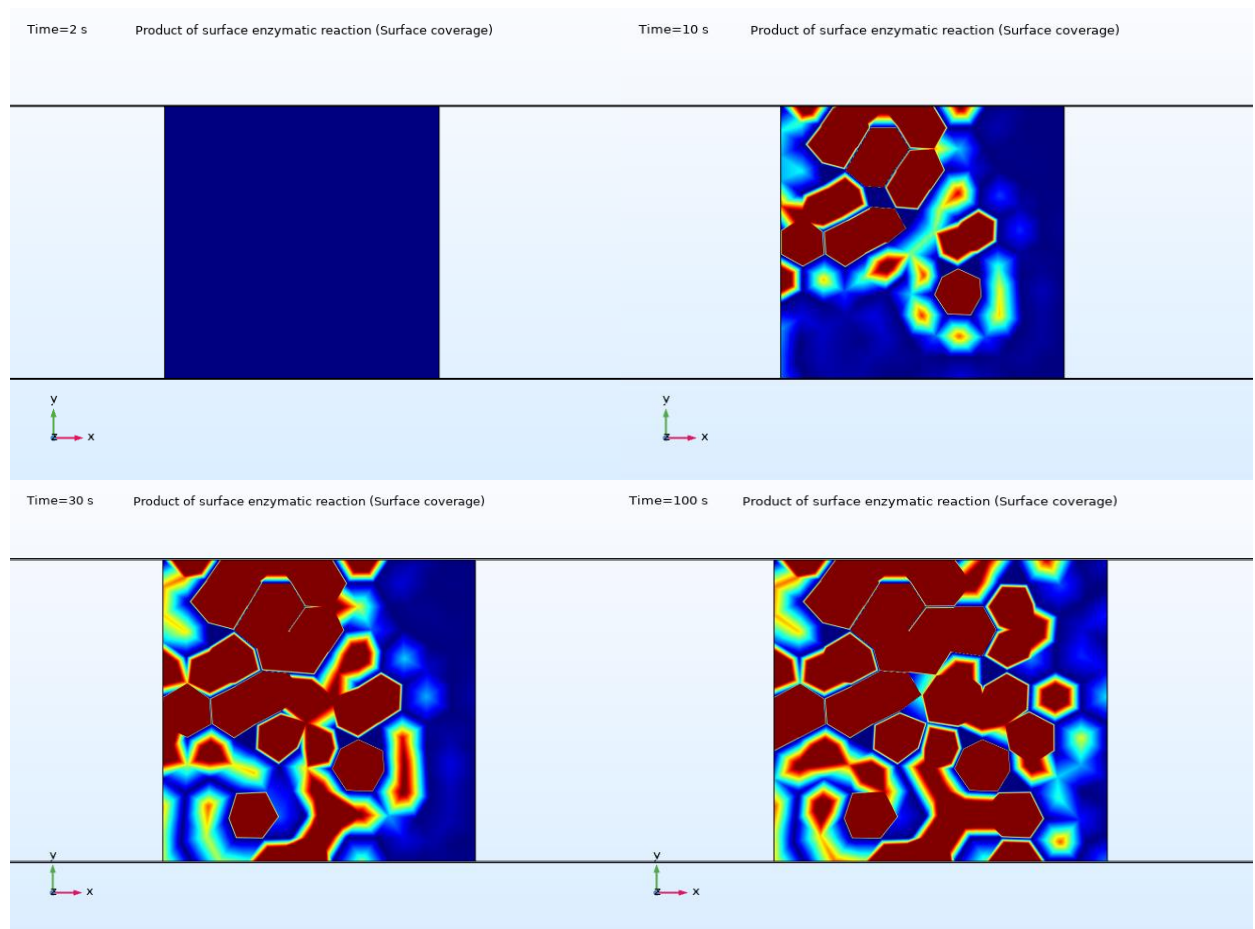 Time=2 s Product of surface enzymatic reaction (Surface coverage)
Time=10 s Product of surface enzymatic reaction (Surface coverage)
y
z x
y
z x
Time=30 s Product of surface enzymatic reaction (Surface coverage)
Time=100 s Product of surface enzymatic reaction (Surface coverage)
y
z x
y
z x